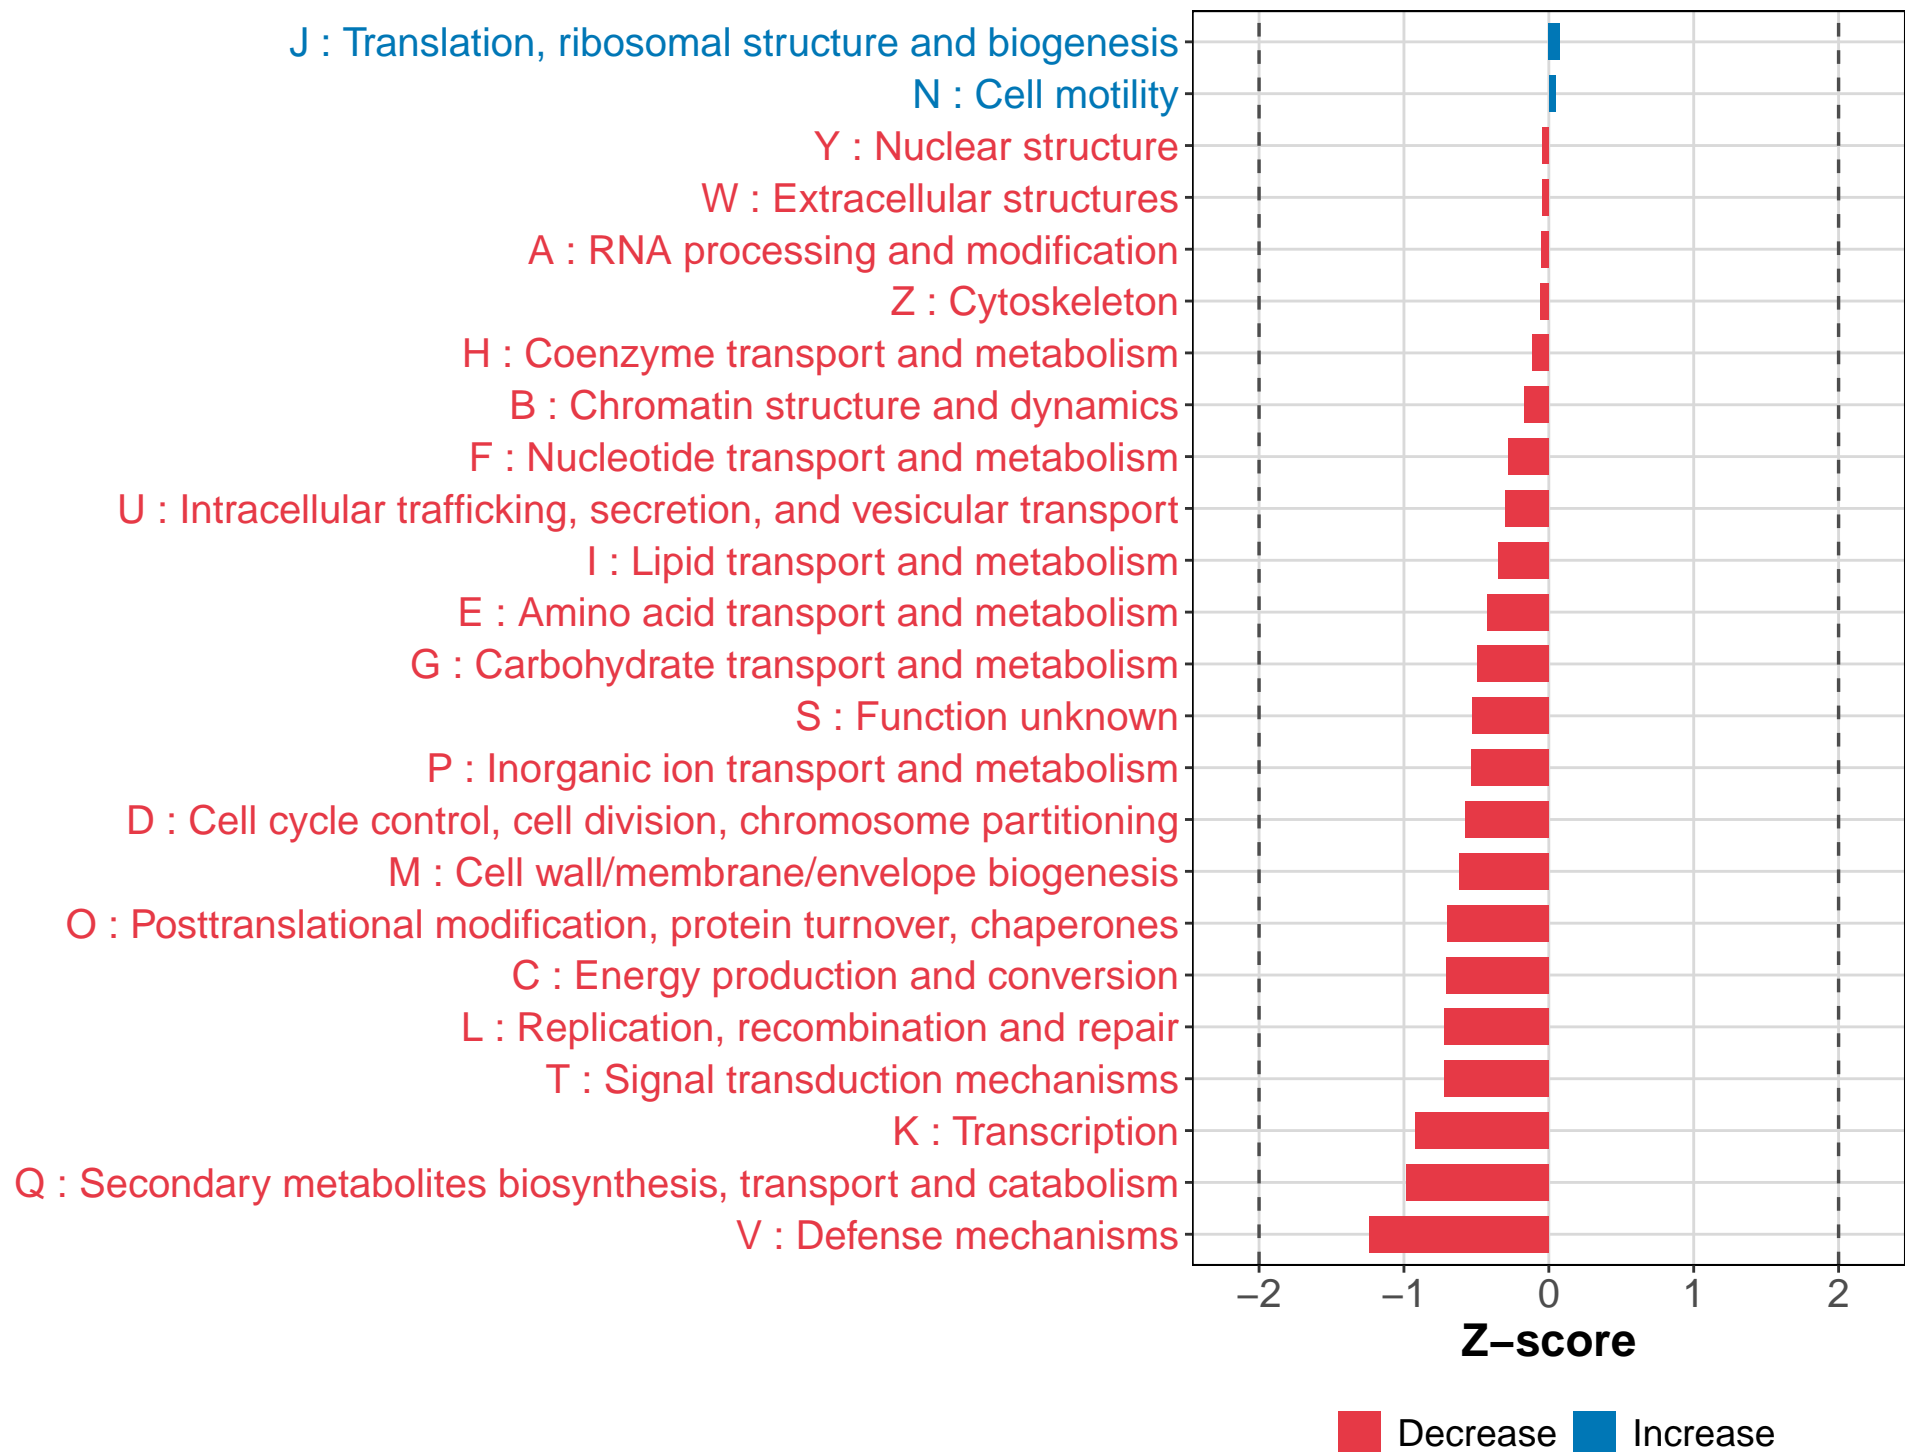 J : Translation, ribosomal structure and biogenesis
N : Cell motility
Y : Nuclear structure
W : Extracellular structures
A : RNA processing and modification
Z : Cytoskeleton
H : Coenzyme transport and metabolism
B : Chromatin structure and dynamics
F : Nucleotide transport and metabolism
U : Intracellular trafficking, secretion, and vesicular transport
I : Lipid transport and metabolism
E : Amino acid transport and metabolism
G : Carbohydrate transport and metabolism
S : Function unknown
P : Inorganic ion transport and metabolism
D : Cell cycle control, cell division, chromosome partitioning
M : Cell wall/membrane/envelope biogenesis
O : Posttranslational modification, protein turnover, chaperones
C : Energy production and conversion
L : Replication, recombination and repair
T : Signal transduction mechanisms
K : Transcription
Q : Secondary metabolites biosynthesis, transport and catabolism
V : Defense mechanisms
−2 −1 0 1 2
Z−score
Decrease Increase